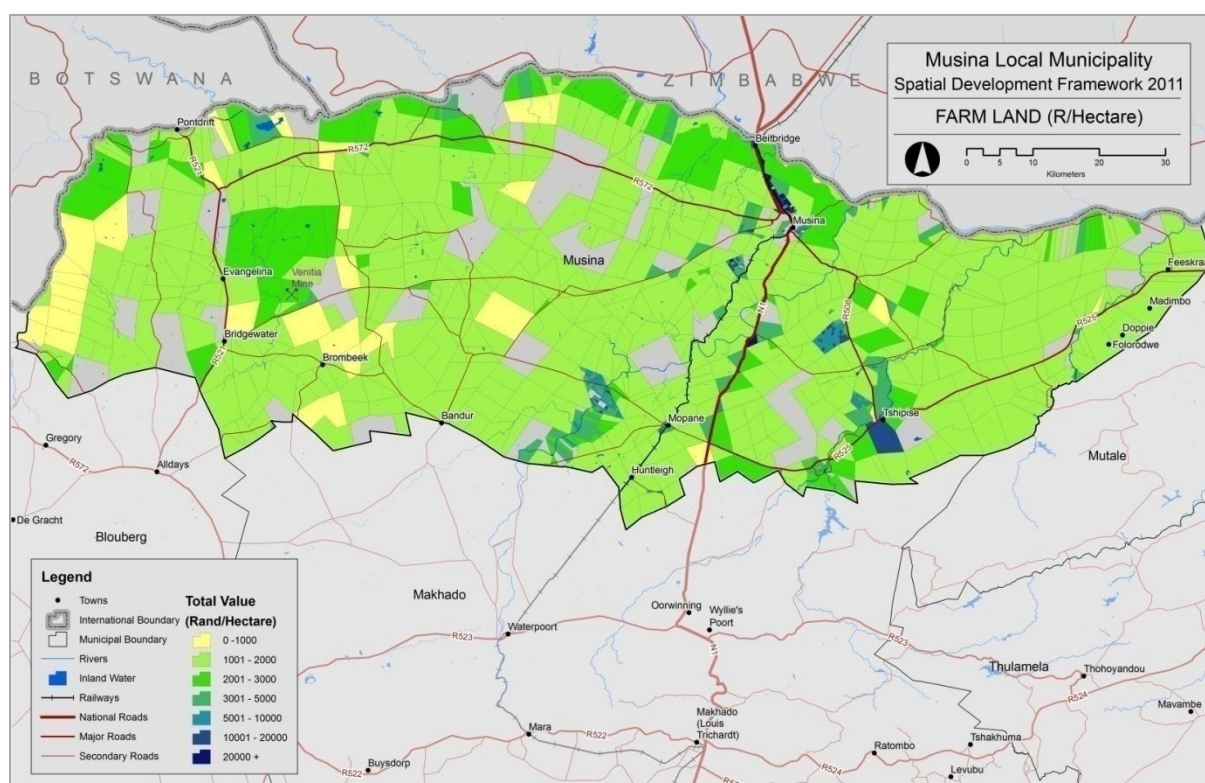 BOTSWANA
ZIMBABWE
Musina Local Municipality
Spatial Development Framework 2011
FARM LAND (R/Hectare)
0 5 10 20 30
Kilometers
Pontdrift
R521
R572
Beitbridge
R572
Musina
Musina
Evangelina
Venitia
Mine
Feeskraal
N1
R508
R525
Madimbo
Doppie
Folorodwe
Bridgewater
R521
Brombeek
Bandur
Mopane
Tshipise
R525
Huntleigh
Mutale
Gregory
R572
Alldays
De Gracht
Blouberg
Makhado
Oorwinning
Wyllie's
Poort
Waterpoort
R523
R523
N1
Thulamela
Thohoyandou
R524
Mavambe
Makhado
(Louis
Trichardt)
Mara
R522
Tshakhuma
Ratombo
R524
Levubu
Buysdorp
R522
Legend
Towns
International Boundary
Municipal Boundary
Rivers
Inland Water
Railways
National Roads
Major Roads
Secondary Roads
Total Value
(Rand/Hectare)
0 -1000
1001 - 2000
2001 - 3000
3001 - 5000
5001 - 10000
10001 - 20000
20000 +